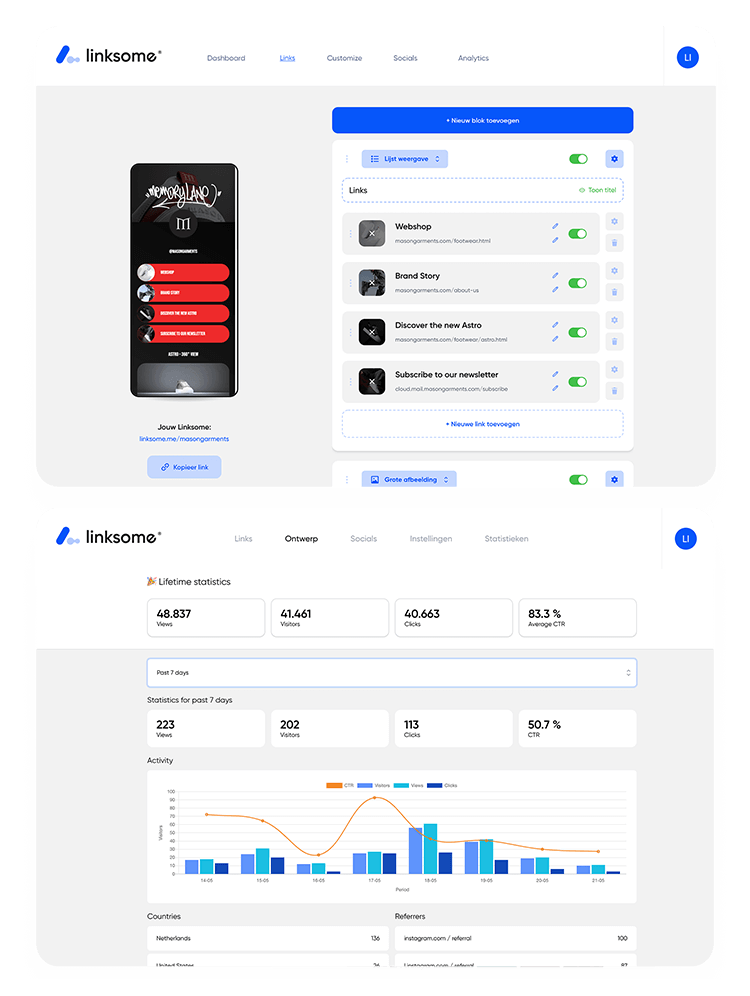 linksome®
Dashboard Links Customize Socials Analytics
LI
+ Nieuw blok toevoegen
Lijst weergave
Links
Toon titel
"MEMORY LANE"
M
@MASONGARMENTS
WEBSHOP
BRAND STORY
DISCOVER THE NEW ASTRO
SUBSCRIBE TO OUR NEWSLETTER
ASTRO - 360° VIEW
Webshop
masongarments.com/footwear.html
Brand Story
masongarments.com/about-us
Discover the new Astro
masongarments.com/footwear/astro.html
Subscribe to our newsletter
cloud.mail.masongarments.com/subscribe
+ Nieuwe link toevoegen
Jouw Linksome:
linksome.me/masongarments
Kopieer link
Grote afbeelding
linksome®
Links Ontwerp Socials Instellingen Statistieken
LI
Lifetime statistics
48.837 41.461 40.663 83.3 %
Views Visitors Clicks Average CTR
Past 7 days
Statistics for past 7 days
223 202 113 50.7 %
Views Visitors Clicks CTR
Activity
CTR Visitors Views Clicks
100
90
80
70
60
50
40
30
20
10
0
Visitors
14-05 15-05 16-05 17-05 18-05 19-05 20-05 21-05
Period
Countries Referrers
Netherlands 136 instagram.com / referral 100
United States